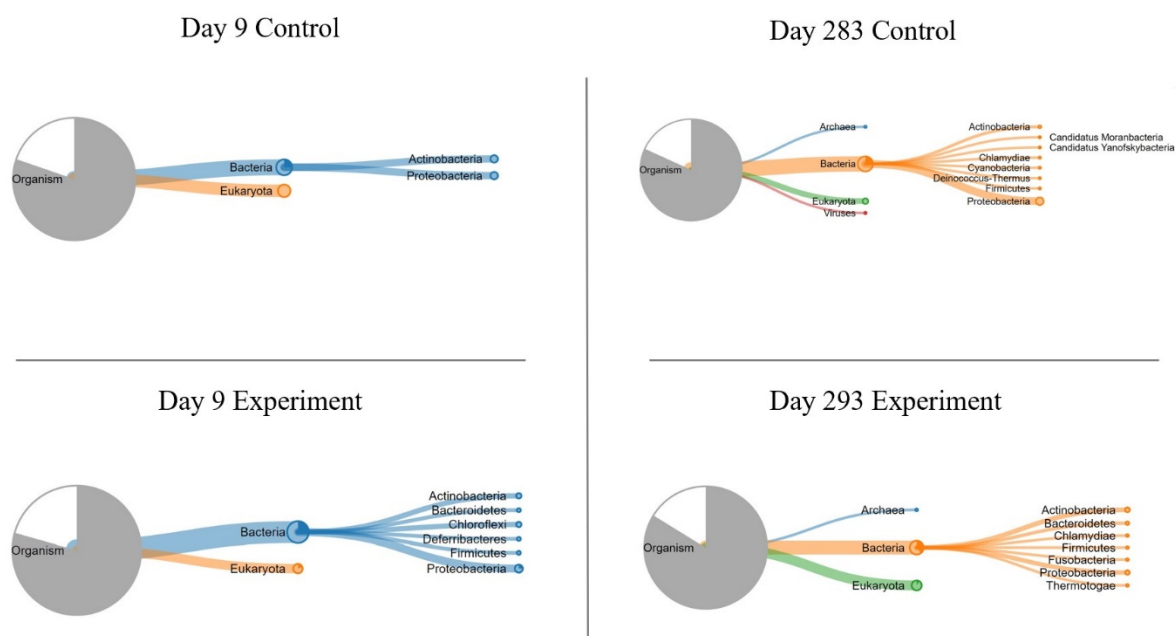 Day 9 Control
Organism
Bacteria
Eukaryota
Actinobacteria
Proteobacteria
Day 283 Control
Organism
Archaea
Bacteria
Eukaryota
Viruses
Actinobacteria
Candidatus Moranbacteria
Candidatus Yanofskybacteria
Chlamydiae
Cyanobacteria
Deinococcus-Thermus
Firmicutes
Proteobacteria
Day 9 Experiment
Organism
Bacteria
Eukaryota
Actinobacteria
Bacteroidetes
Chloroflexi
Deferribacteres
Firmicutes
Proteobacteria
Day 293 Experiment
Organism
Archaea
Bacteria
Eukaryota
Actinobacteria
Bacteroidetes
Chlamydiae
Firmicutes
Fusobacteria
Proteobacteria
Thermotogae